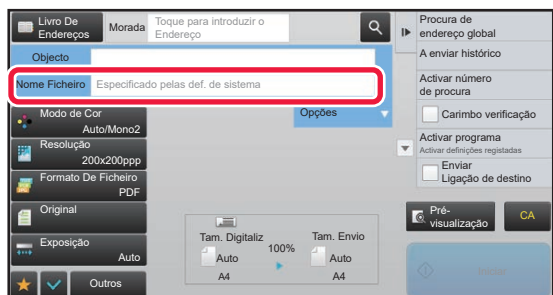 Livro De
Endereços
Morada
Toque para introduzir o
Endereço
Objecto
Nome Ficheiro
Especificado pelas def. de sistema
Modo de Cor
Auto/Mono2
Resolução
200x200ppp
Formato De Ficheiro
PDF
Original
Exposição
Auto
Outros
Opções
Tam. Digitaliz
100%
Tam. Envio
Auto
Auto
A4
A4
Procura de
endereço global
A enviar histórico
Activar número
de procura
Carimbo verificação
Activar programa
Activar definições registadas
Enviar
Ligação de destino
Pré-
visualização
CA
Iniciar